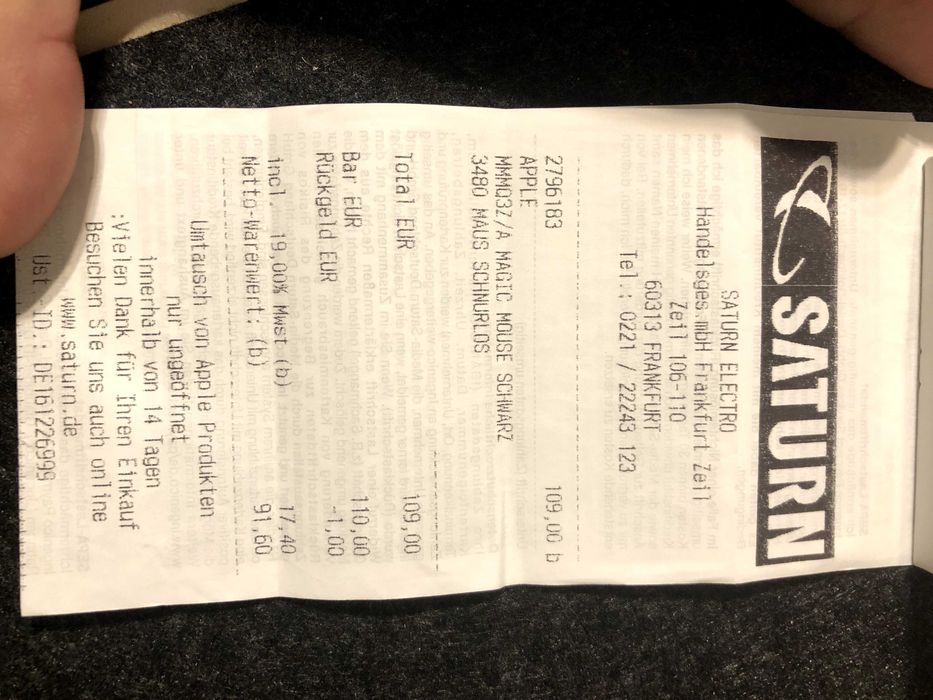 SATURN
SATURN ELECTRO
Handelsges.mbH Frankfurt Zeil
Zeil 106-110
60313 FRANKFURT
Tel.: 0221 / 22243 123
2796183 109,00 b
APPLE
MMMQ3Z/A MAGIC MOUSE SCHWARZ
3480 MAUS SCHNURLOS
Total EUR 109,00
Bar EUR 110,00
Rückgeld EUR -1,00
incl. 19,00% Mwst (b) 17,40
Netto-Warenwert: (b) 91,60
Umtausch von Apple Produkten
nur ungeöffnet
innerhalb von 14 Tagen
:Vielen Dank für Ihren Einkauf
Besuchen Sie uns auch online
www.saturn.de
Ust.-ID.: DE161226999